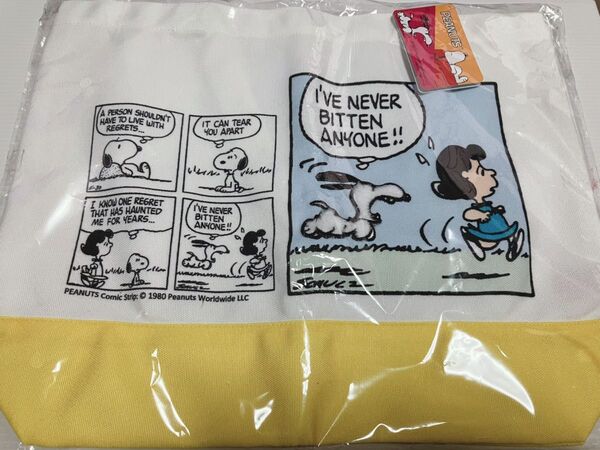 A PERSON SHOULDN'T
HAVE TO LIVE WITH
REGRETS...
IT CAN TEAR
YOU APART
I KNOW ONE REGRET
THAT HAS HAUNTED
ME FOR YEARS...
I'VE NEVER
BITTEN
ANYONE!!
PEANUTS Comic Strip: © 1980 Peanuts Worldwide LLC
I'VE NEVER
BITTEN
ANYONE!!
SCHULZ
PEANUTS